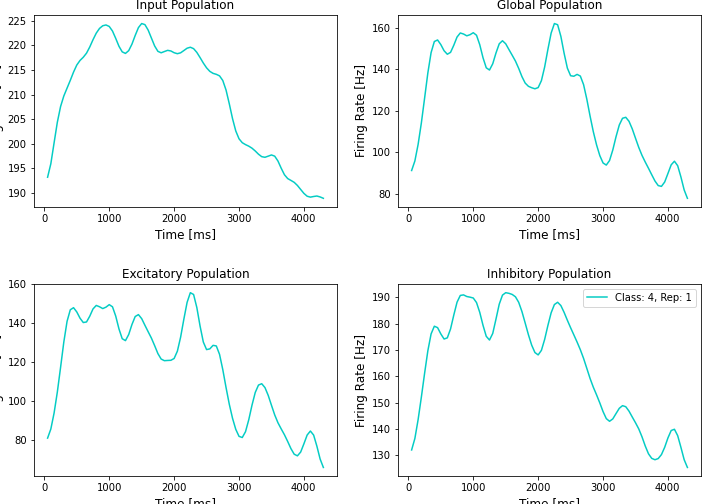 Input Population
Global Population
225
220
215
210
205
200
195
190
0 1000 2000 3000 4000
Time [ms]
Firing Rate [Hz]
160
140
120
100
80
0 1000 2000 3000 4000
Time [ms]
Excitatory Population
Inhibitory Population
160
140
120
100
80
0 1000 2000 3000 4000
Time [ms]
Firing Rate [Hz]
190
180
170
160
150
140
130
Class: 4, Rep: 1
0 1000 2000 3000 4000
Time [ms]